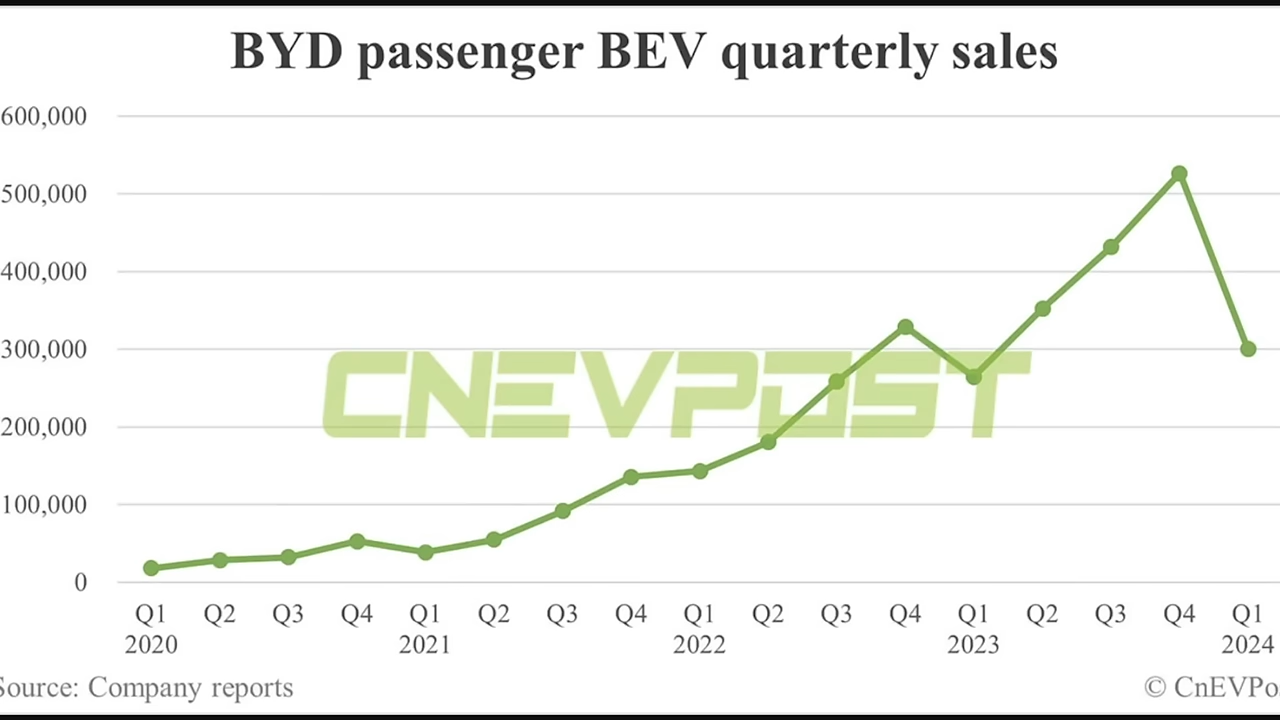 BYD passenger BEV quarterly sales
600,000
500,000
400,000
300,000
200,000
100,000
0
CNEVPOST
Q1 Q2 Q3 Q4 Q1 Q2 Q3 Q4 Q1 Q2 Q3 Q4 Q1 Q2 Q3 Q4 Q1
2020 2021 2022 2023 2024
Source: Company reports
© CnEVPo